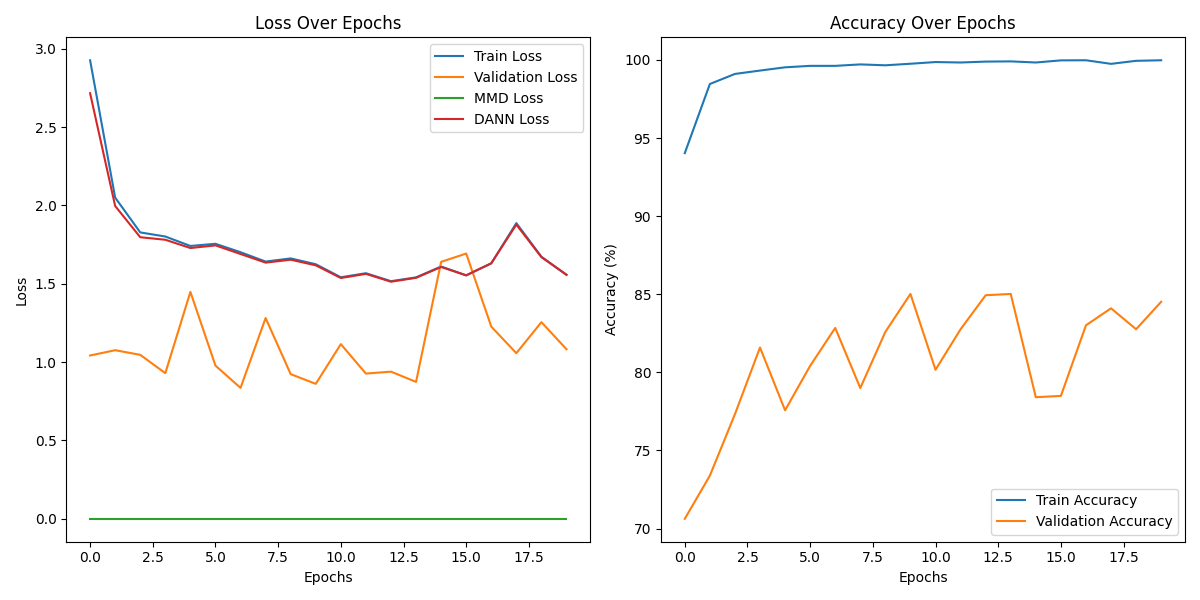 Loss Over Epochs
3.0
2.5
2.0
1.5
1.0
0.5
0.0
Loss
0.0 2.5 5.0 7.5 10.0 12.5 15.0 17.5
Epochs
Train Loss
Validation Loss
MMD Loss
DANN Loss
Accuracy Over Epochs
100
95
90
85
80
75
70
Accuracy (%)
0.0 2.5 5.0 7.5 10.0 12.5 15.0 17.5
Epochs
Train Accuracy
Validation Accuracy